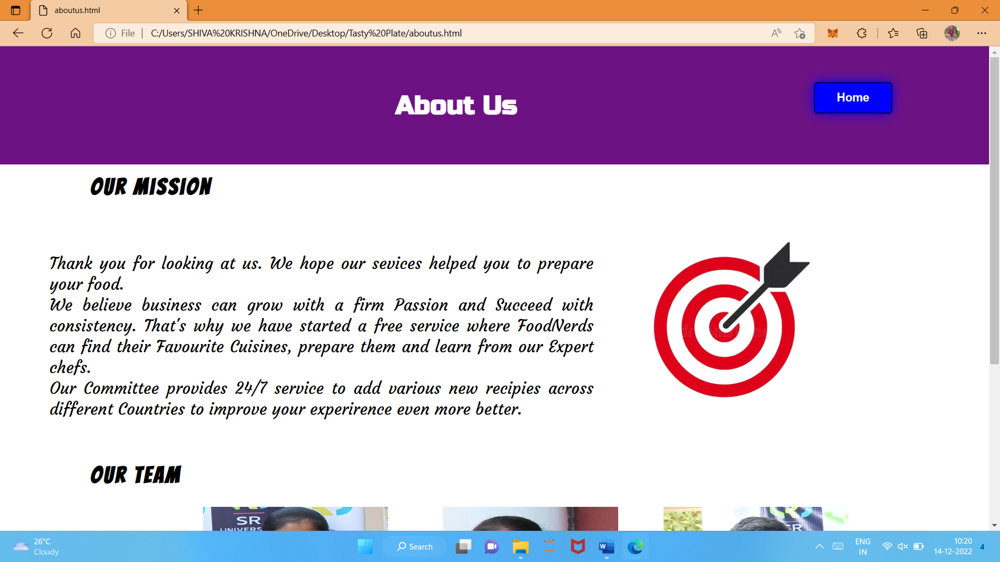 aboutus.html
File
C:/Users/SHIVA%20KRISHNA/OneDrive/Desktop/Tasty%20Plate/aboutus.html
About Us
Home
OUR MISSION
Thank you for looking at us. We hope our sevices helped you to prepare
your food.
We believe business can grow with a firm Passion and Succeed with
consistency. That's why we have started a free service where FoodNerds
can find their Favourite Cuisines, prepare them and learn from our Expert
chefs.
Our Committee provides 24/7 service to add various new recipies across
different Countries to improve your experirence even more better.
OUR TEAM
SR
26°C
Cloudy
Search
ENG
IN
10:20
14-12-2022
4